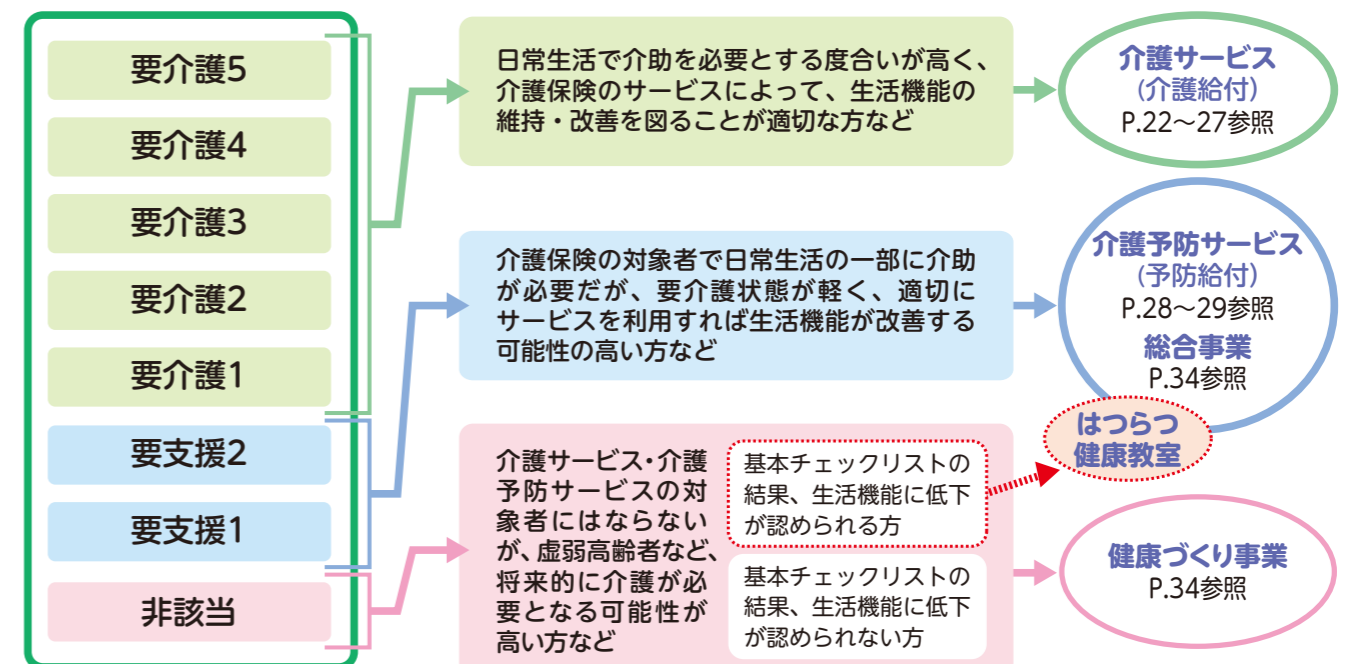 要介護5
要介護4
要介護3
要介護2
要介護1
要支援2
要支援1
非該当
日常生活で介助を必要とする度合いが高く、
介護保険のサービスによって、生活機能の
維持・改善を図ることが適切な方など
介護サービス
(介護給付)
P.22～27参照
介護保険の対象者で日常生活の一部に介助
が必要だが、要介護状態が軽く、適切に
サービスを利用すれば生活機能が改善する
可能性の高い方など
介護予防サービス
(予防給付)
P.28～29参照
総合事業
P.34参照
はつらつ
健康教室
介護サービス・介護
予防サービスの対
象者にはならない
が、虚弱高齢者など、
将来的に介護が必
要となる可能性が
高い方など
基本チェックリストの
結果、生活機能に低下
が認められる方
基本チェックリストの
結果、生活機能に低下
が認められない方
健康づくり事業
P.34参照